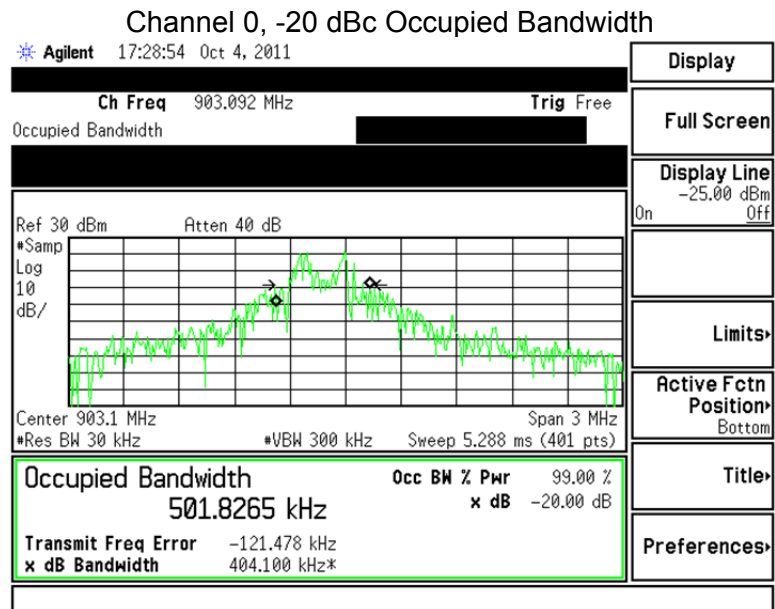 Channel 0, -20 dBc Occupied Bandwidth
Agilent 17:28:54 Oct 4, 2011
Display
Ch Freq 903.092 MHz Trig Free
Occupied Bandwidth
Full Screen
Display Line
-25.00 dBm
On Off
Ref 30 dBm Atten 40 dB
#Samp
Log
10
dB/
Limits
Active Fctn
Position
Bottom
Center 903.1 MHz Span 3 MHz
#Res BW 30 kHz #VBW 300 kHz Sweep 5.288 ms (401 pts)
Occupied Bandwidth Occ BW % Pwr 99.00 %
501.8265 kHz x dB -20.00 dB
Title
Transmit Freq Error -121.478 kHz
x dB Bandwidth 404.100 kHz*
Preferences